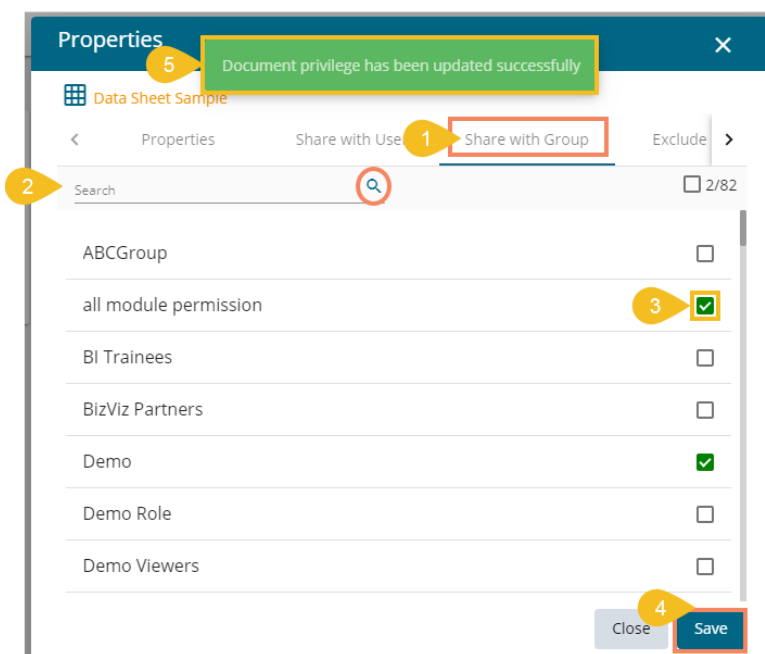 Properties
5
Document privilege has been updated successfully
Data Sheet Sample
Properties
Share with Use
1
Share with Group
Exclude
2
Search
2/82
ABCGroup
all module permission
3
BI Trainees
BizViz Partners
Demo
Demo Role
Demo Viewers
4
Close
Save